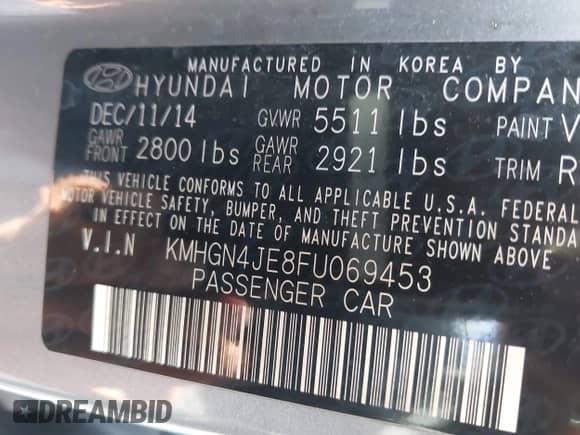 MANUFACTURED IN KOREA BY
HYUNDAI MOTOR COMPAN
DEC/11/14 GVWR 5511 lbs PAINT V
GAWR FRONT 2800 lbs GAWR REAR 2921 lbs TRIM R
THIS VEHICLE CONFORMS TO ALL APPLICABLE U.S.A. FEDERAL
MOTOR VEHICLE SAFETY, BUMPER, AND THEFT PREVENTION STANDA
IN EFFECT ON THE DATE OF MANUFACTURE SHOWN ABOVE
V.I.N KMHGN4JE8FU069453
PASSENGER CAR
DREAMBID